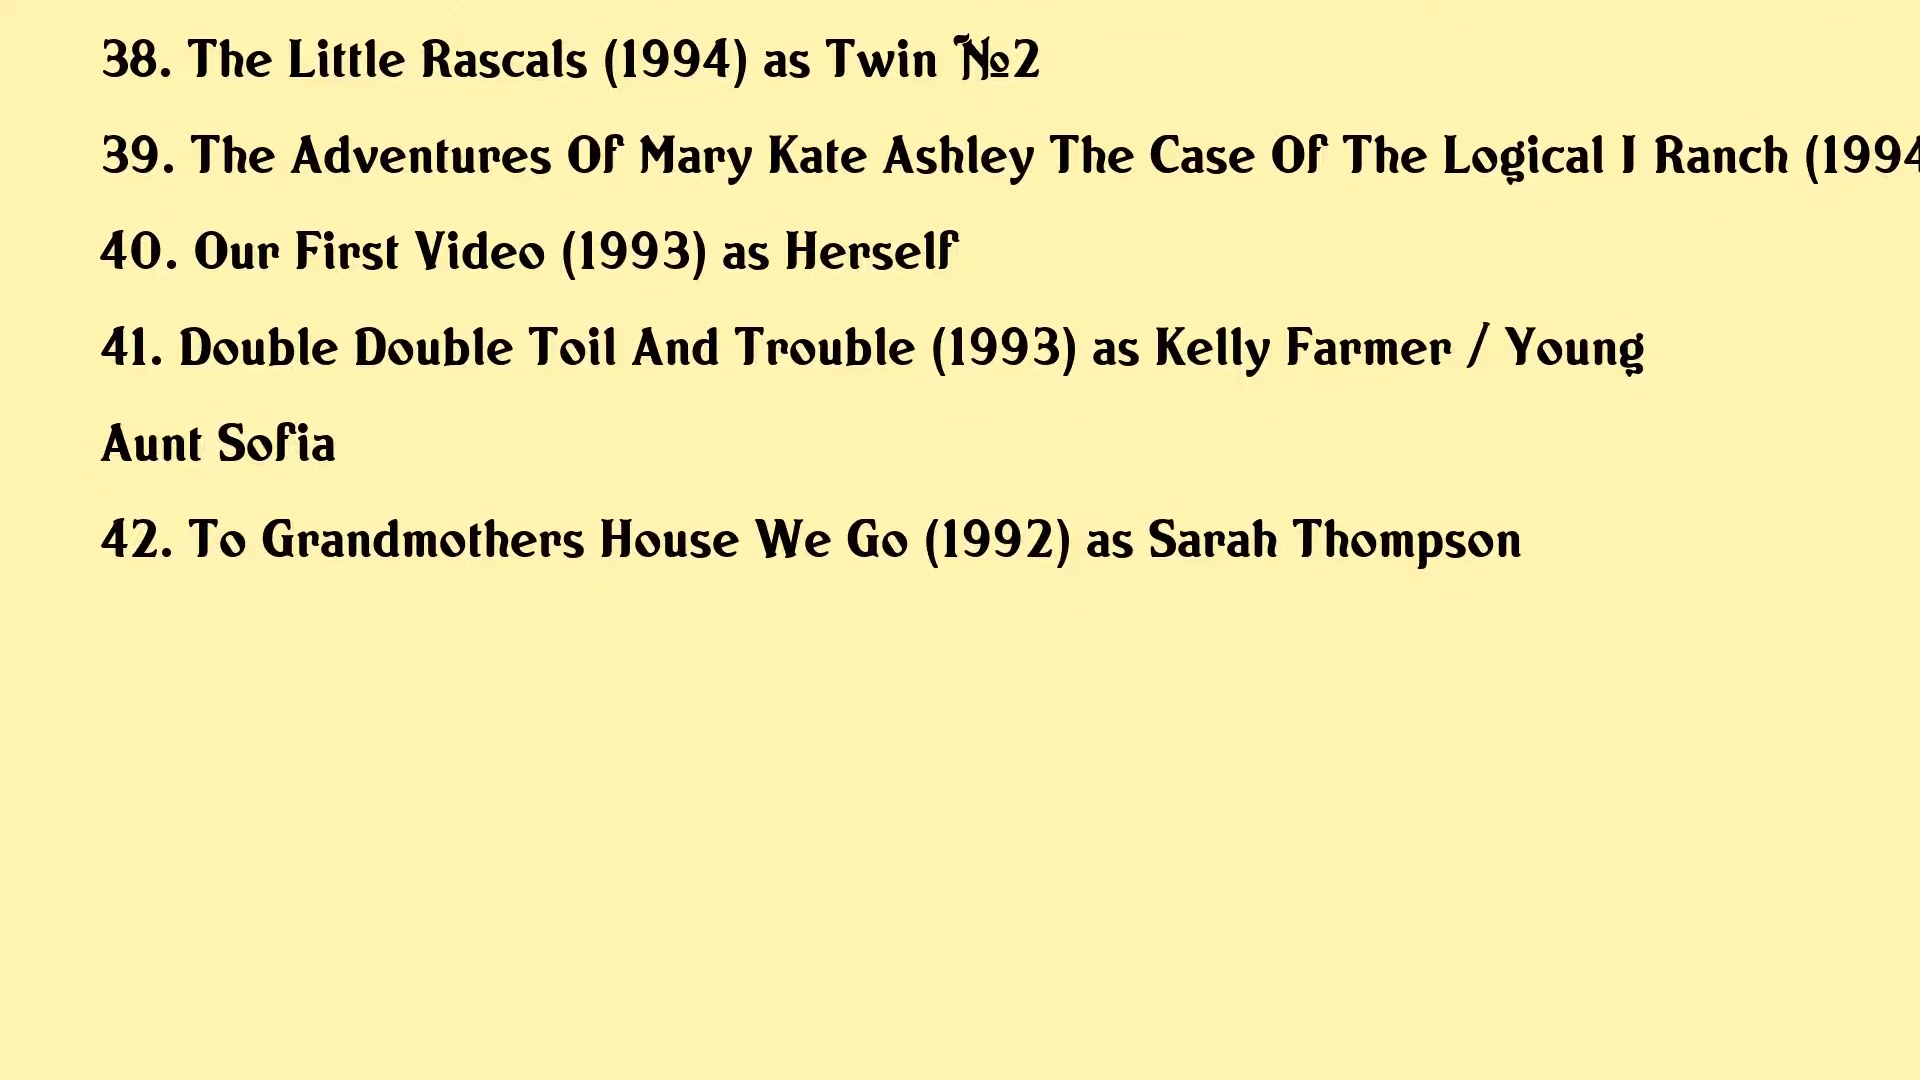 38. The Little Rascals (1994) as Twin №2
39. The Adventures Of Mary Kate Ashley The Case Of The Logical I Ranch (1994
40. Our First Video (1993) as Herself
41. Double Double Toil And Trouble (1993) as Kelly Farmer / Young
Aunt Sofia
42. To Grandmothers House We Go (1992) as Sarah Thompson